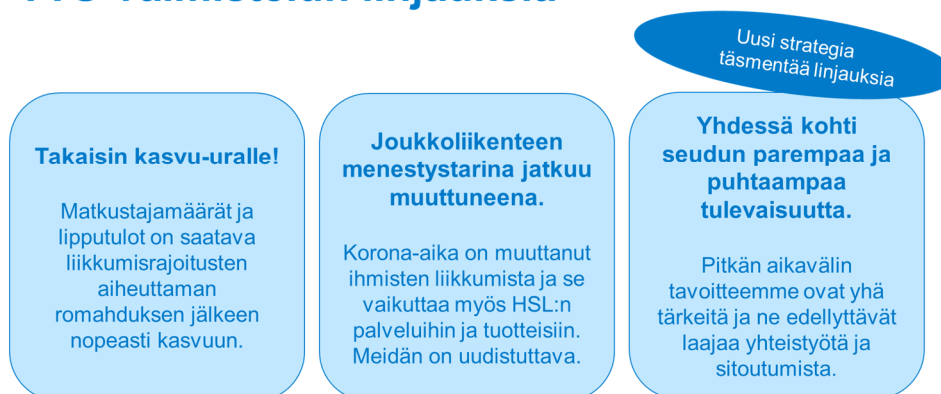 Uusi strategia
täsmentää linjauksia
Takaisin kasvu-uralle!
Matkustajamäärät ja
lipputulot on saatava
liikkumisrajoitusten
aiheuttaman
romahduksen jälkeen
nopeasti kasvuun.
Joukkoliikenteen
menestystarina jatkuu
muuttuneena.
Korona-aika on muuttanut
ihmisten liikkumista ja se
vaikuttaa myös HSL:n
palveluihin ja tuotteisiin.
Meidän on uudistuttava.
Yhdessä kohti
seudun parempaa ja
puhtaampaa
tulevaisuutta.
Pitkän aikavälin
tavoitteemme ovat yhä
tärkeitä ja ne edellyttävät
laajaa yhteistyötä ja
sitoutumista.